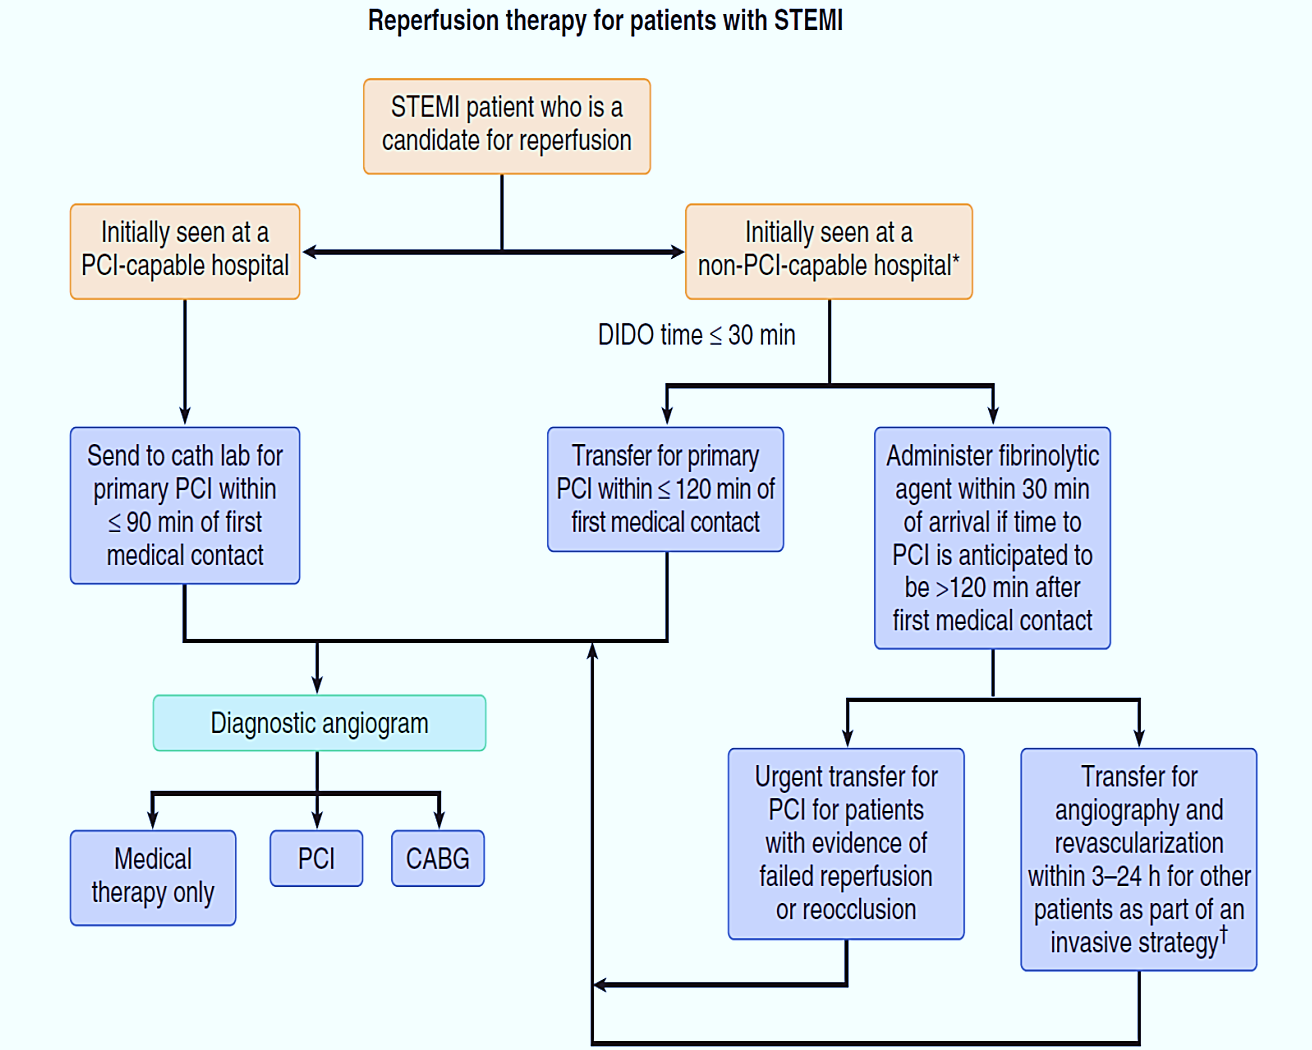 Reperfusion therapy for patients with STEMI
STEMI patient who is a
candidate for reperfusion
Initially seen at a
PCI-capable hospital
Initially seen at a
non-PCI-capable hospital*
DIDO time ≤ 30 min
Send to cath lab for
primary PCI within
≤ 90 min of first
medical contact
Transfer for primary
PCI within ≤ 120 min of
first medical contact
Administer fibrinolytic
agent within 30 min
of arrival if time to
PCI is anticipated to
be >120 min after
first medical contact
Diagnostic angiogram
Medical
therapy only
PCI
CABG
Urgent transfer for
PCI for patients
with evidence of
failed reperfusion
or reocclusion
Transfer for
angiography and
revascularization
within 3–24 h for other
patients as part of an
invasive strategy†